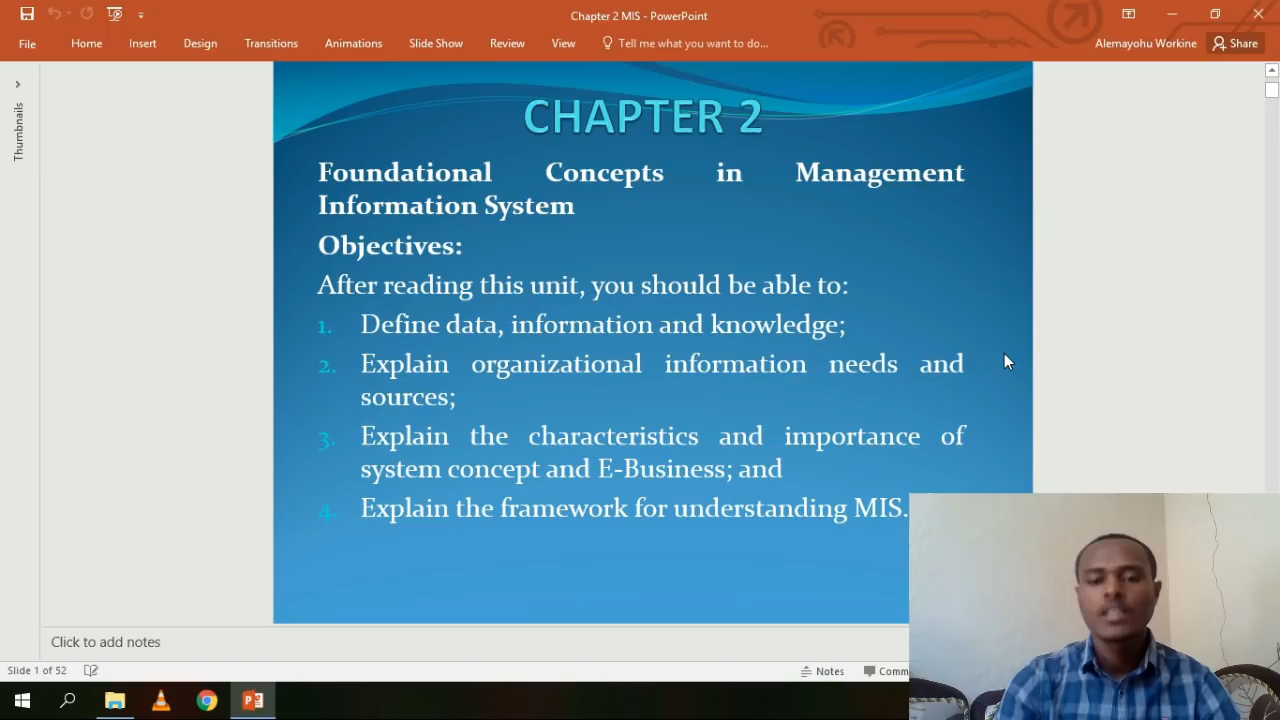 Chapter 2 MIS - PowerPoint
File Home Insert Design Transitions Animations Slide Show Review View Tell me what you want to do... Alemayohu Workine Share
Thumbnails
CHAPTER 2
Foundational Concepts in Management
Information System
Objectives:
After reading this unit, you should be able to:
1. Define data, information and knowledge;
2. Explain organizational information needs and
sources;
3. Explain the characteristics and importance of
system concept and E-Business; and
4. Explain the framework for understanding MIS.
Click to add notes
Slide 1 of 52 Notes Comm